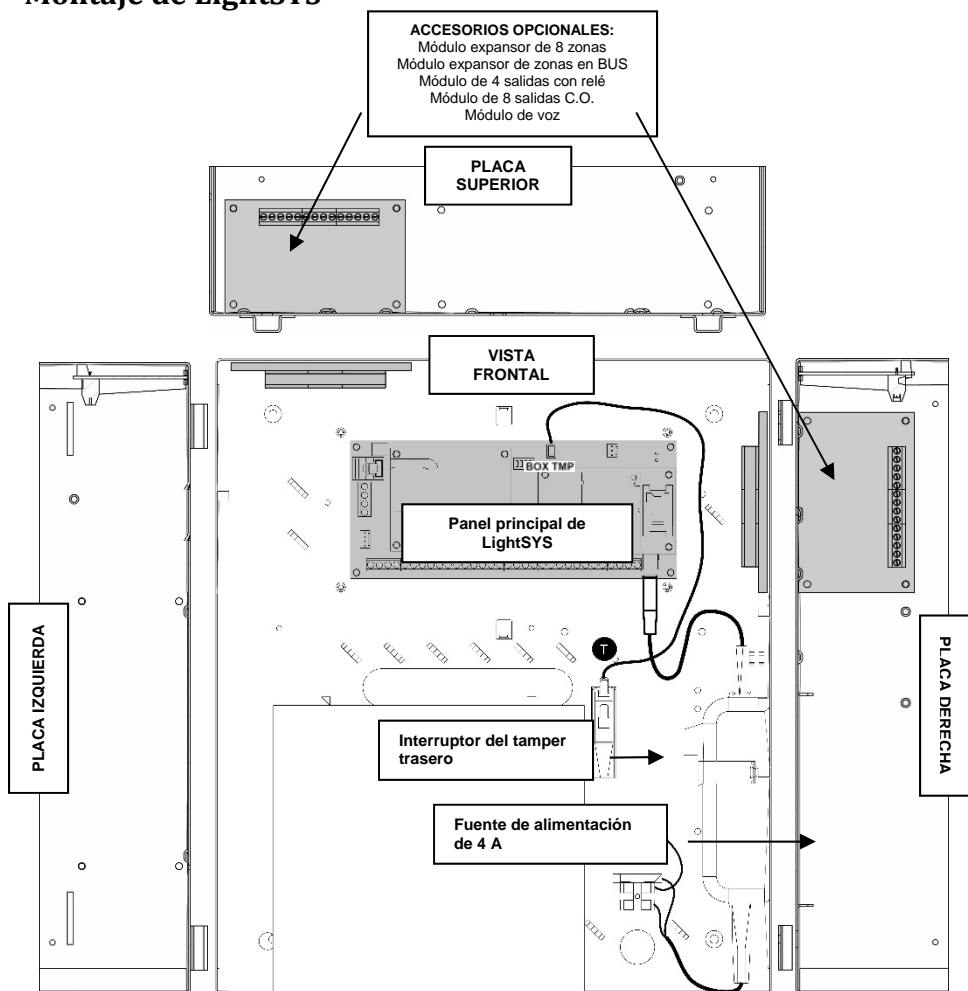 Montaje de LightSYS
ACCESORIOS OPCIONALES:
Módulo expansor de 8 zonas
Módulo expansor de zonas en BUS
Módulo de 4 salidas con relé
Módulo de 8 salidas C.O.
Módulo de voz
PLACA
SUPERIOR
VISTA
FRONTAL
BOX TMP
Panel principal de
LightSYS
PLACA IZQUIERDA
PLACA DERECHA
T
Interruptor del tamper
trasero
Fuente de alimentación
de 4 A